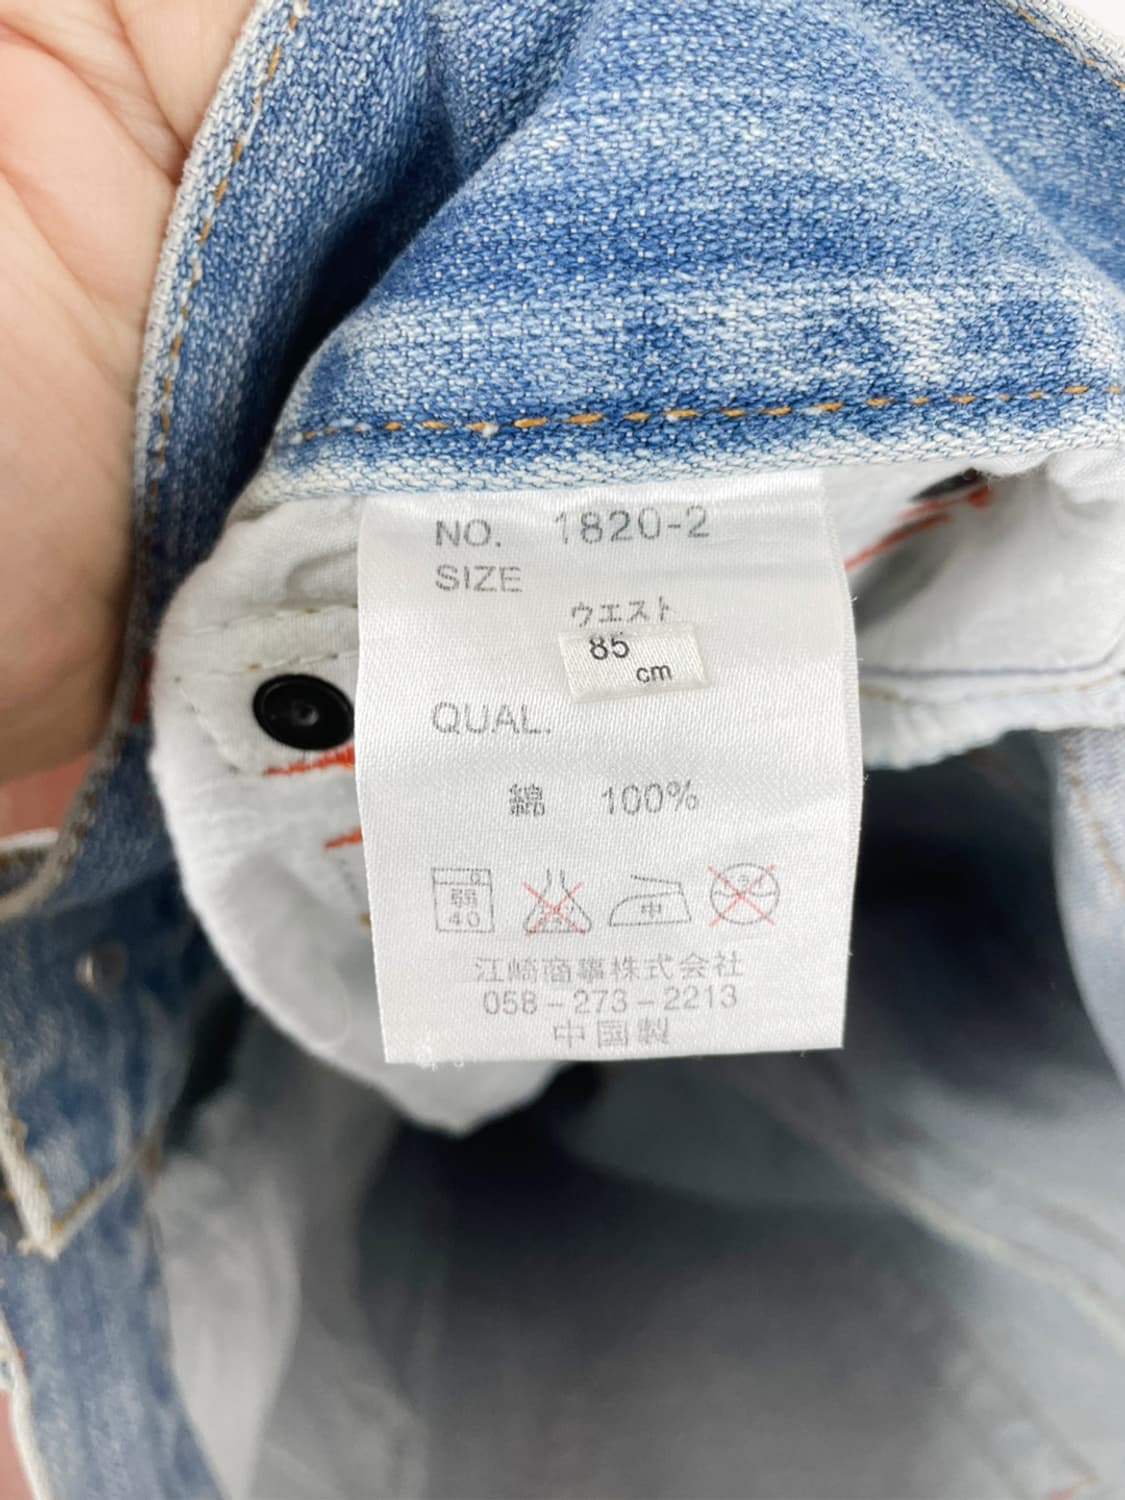 NO. 1820-2
SIZE
ウエスト
85
cm
QUAL.
綿 100%
弱
40
中
江崎商事株式会社
058-273-2213
中国製